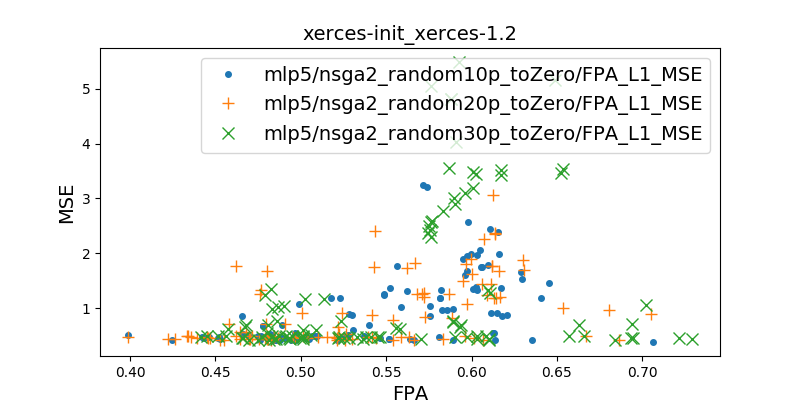 xerces-init_xerces-1.2
mlp5/nsga2_random10p_toZero/FPA_L1_MSE
mlp5/nsga2_random20p_toZero/FPA_L1_MSE
mlp5/nsga2_random30p_toZero/FPA_L1_MSE
MSE
5
4
3
2
1
0.40 0.45 0.50 0.55 0.60 0.65 0.70
FPA